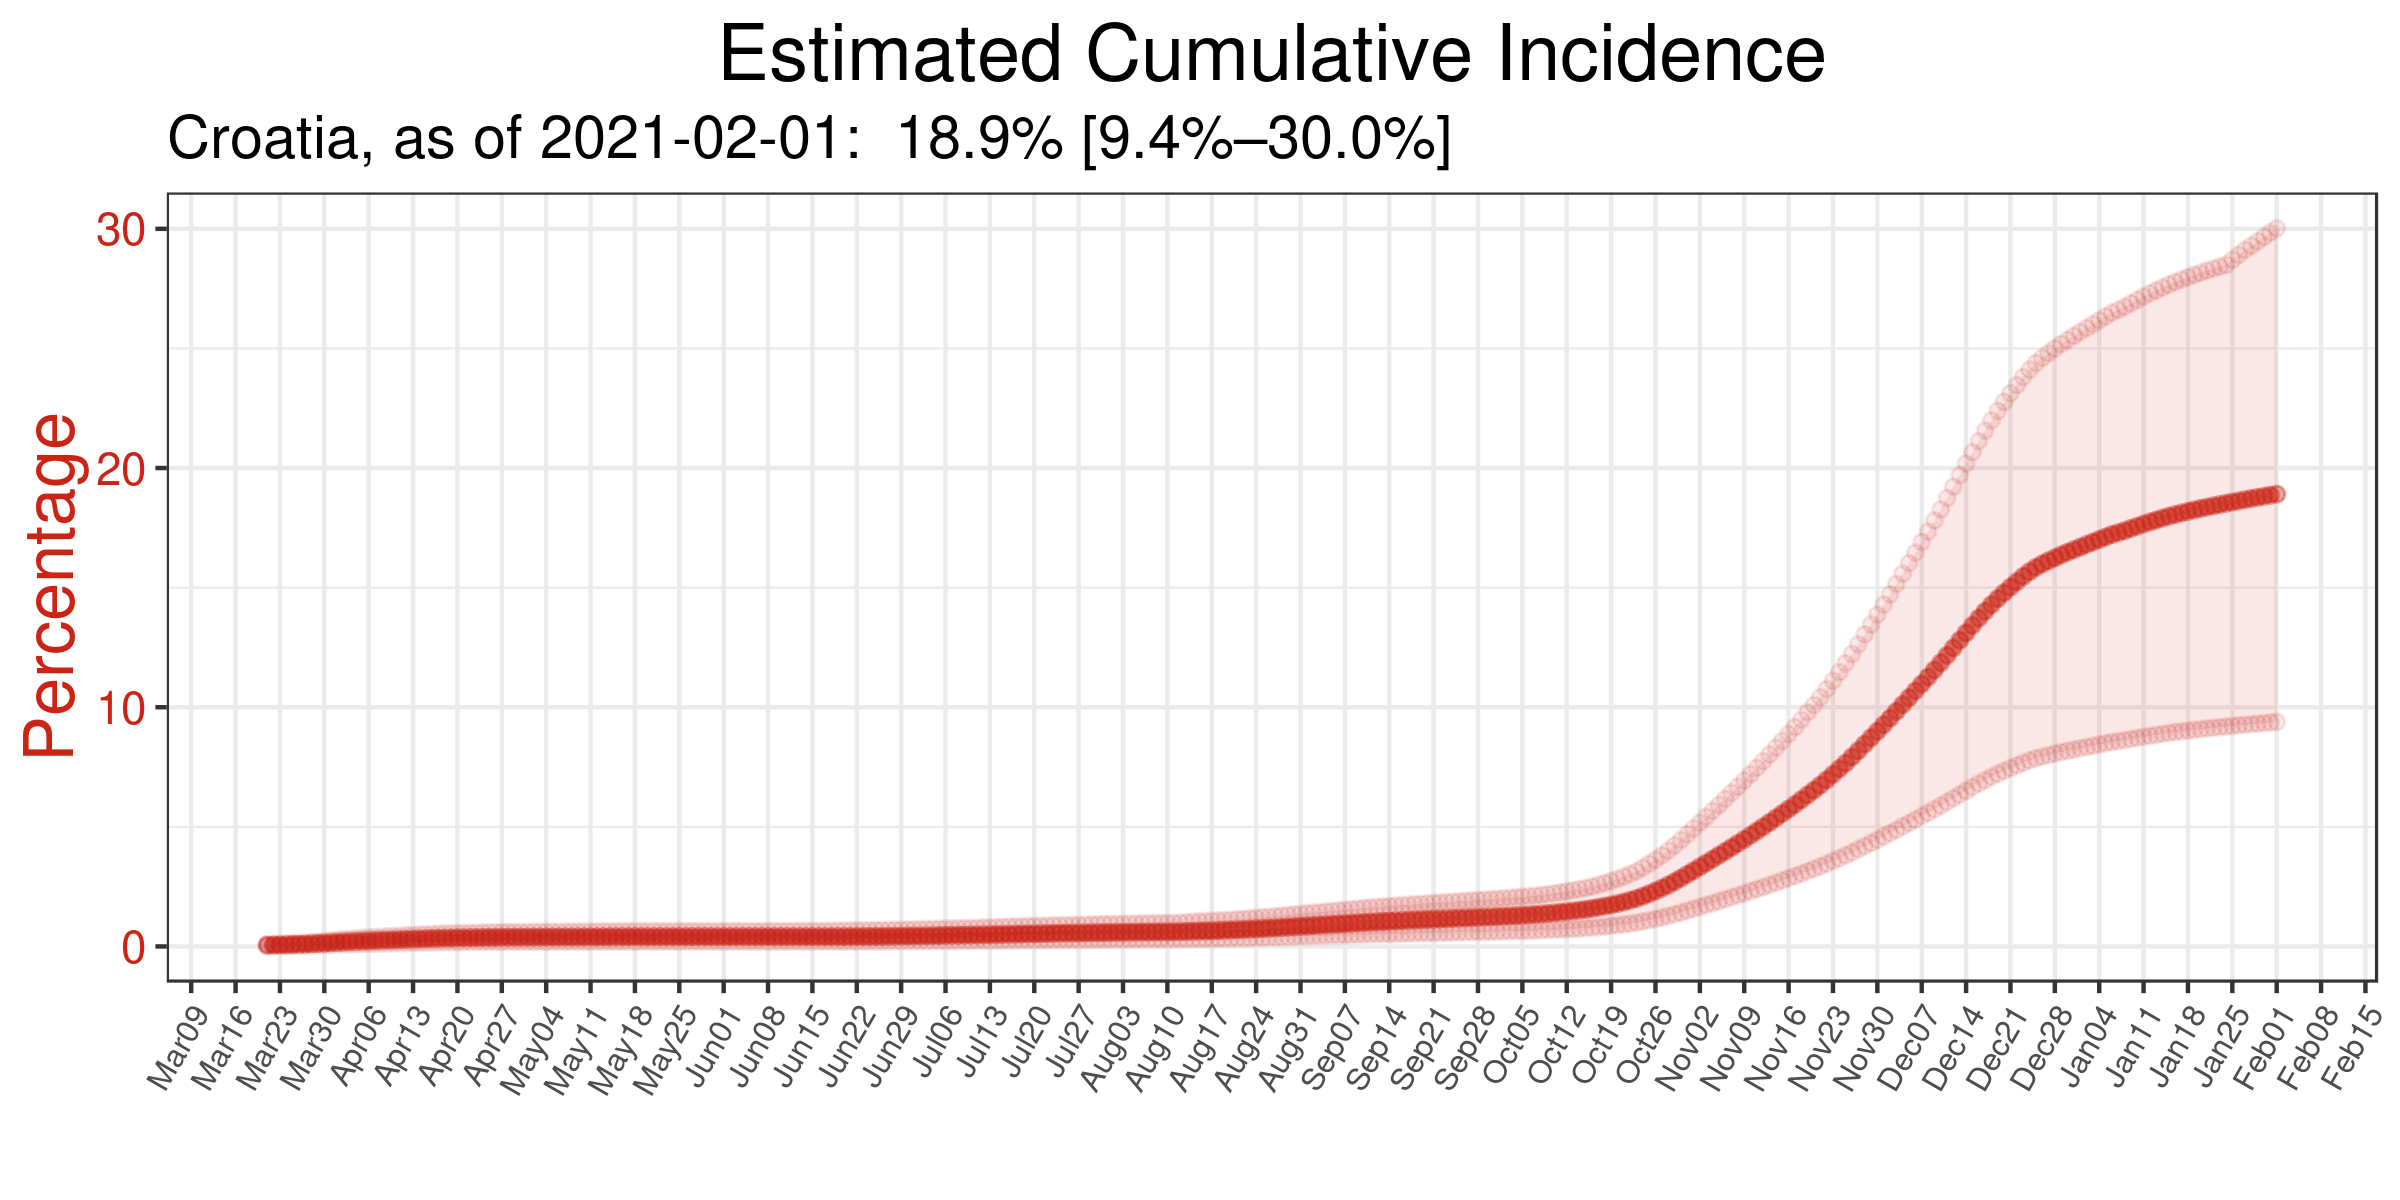 Estimated Cumulative Incidence
Croatia, as of 2021-02-01:  18.9% [9.4%–30.0%]
Percentage
30
20
10
0
Mar09
Mar16
Mar23
Mar30
Apr06
Apr13
Apr20
Apr27
May04
May11
May18
May25
Jun01
Jun08
Jun15
Jun22
Jun29
Jul06
Jul13
Jul20
Jul27
Aug03
Aug10
Aug17
Aug24
Aug31
Sep07
Sep14
Sep21
Sep28
Oct05
Oct12
Oct19
Oct26
Nov02
Nov09
Nov16
Nov23
Nov30
Dec07
Dec14
Dec21
Dec28
Jan04
Jan11
Jan18
Jan25
Feb01
Feb08
Feb15